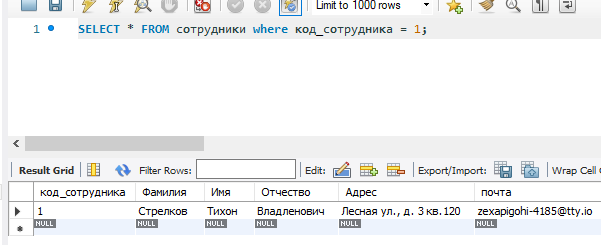 Limit to 1000 rows
1 SELECT * FROM сотрудники where код_сотрудника = 1;
Result Grid Filter Rows: Edit: Export/Import: Wrap Cell
код_сотрудника Фамилия Имя Отчество Адрес почта
1 Стрелков Тихон Владленович Лесная ул., д. 3 кв.120 zexapigohi-4185@tty.io
NULL NULL NULL NULL NULL NULL